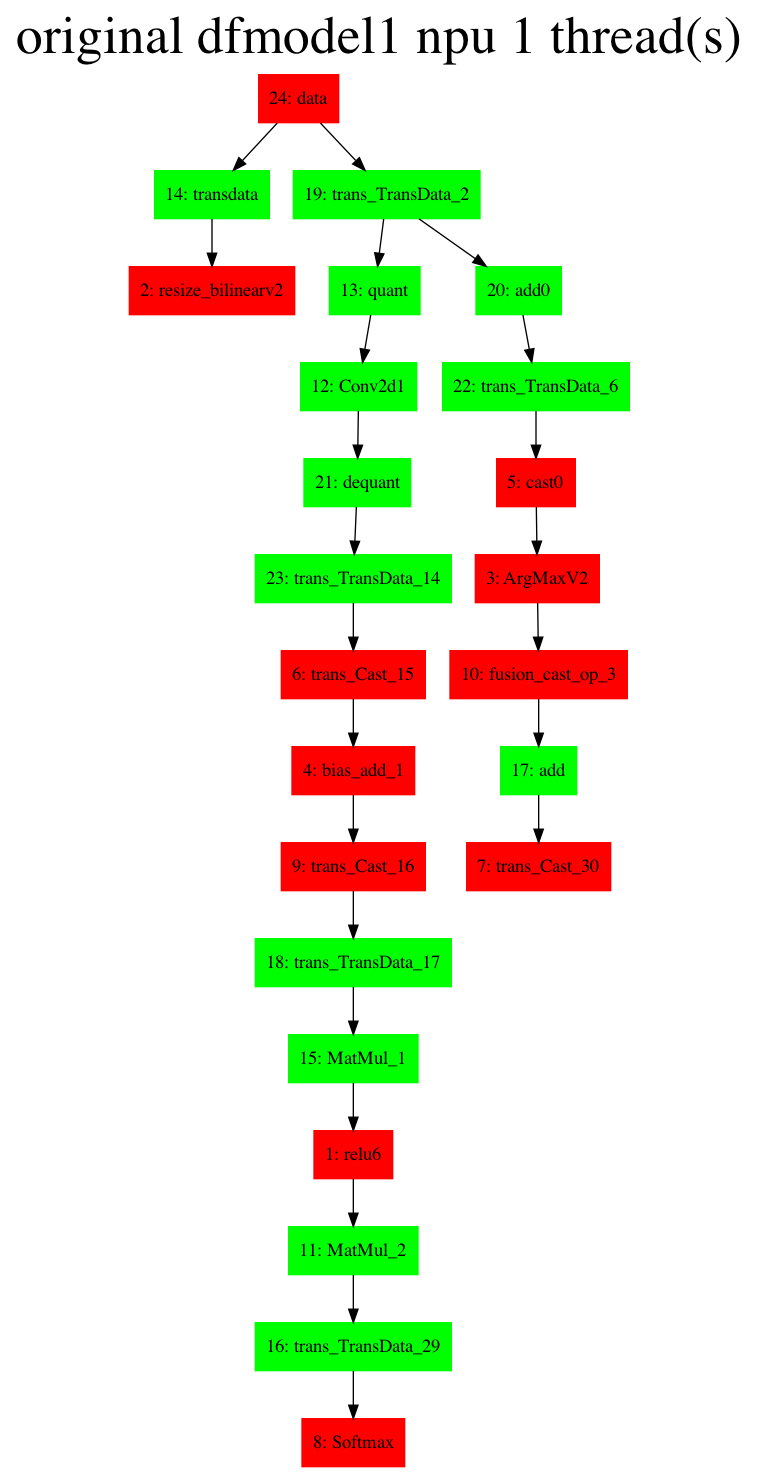 original dfmodel1 npu 1 thread(s)
24: data
14: transdata
19: trans_TransData_2
2: resize_bilinearv2
13: quant
20: add0
12: Conv2d1
22: trans_TransData_6
21: dequant
5: cast0
23: trans_TransData_14
3: ArgMaxV2
6: trans_Cast_15
10: fusion_cast_op_3
4: bias_add_1
17: add
9: trans_Cast_16
7: trans_Cast_30
18: trans_TransData_17
15: MatMul_1
1: relu6
11: MatMul_2
16: trans_TransData_29
8: Softmax